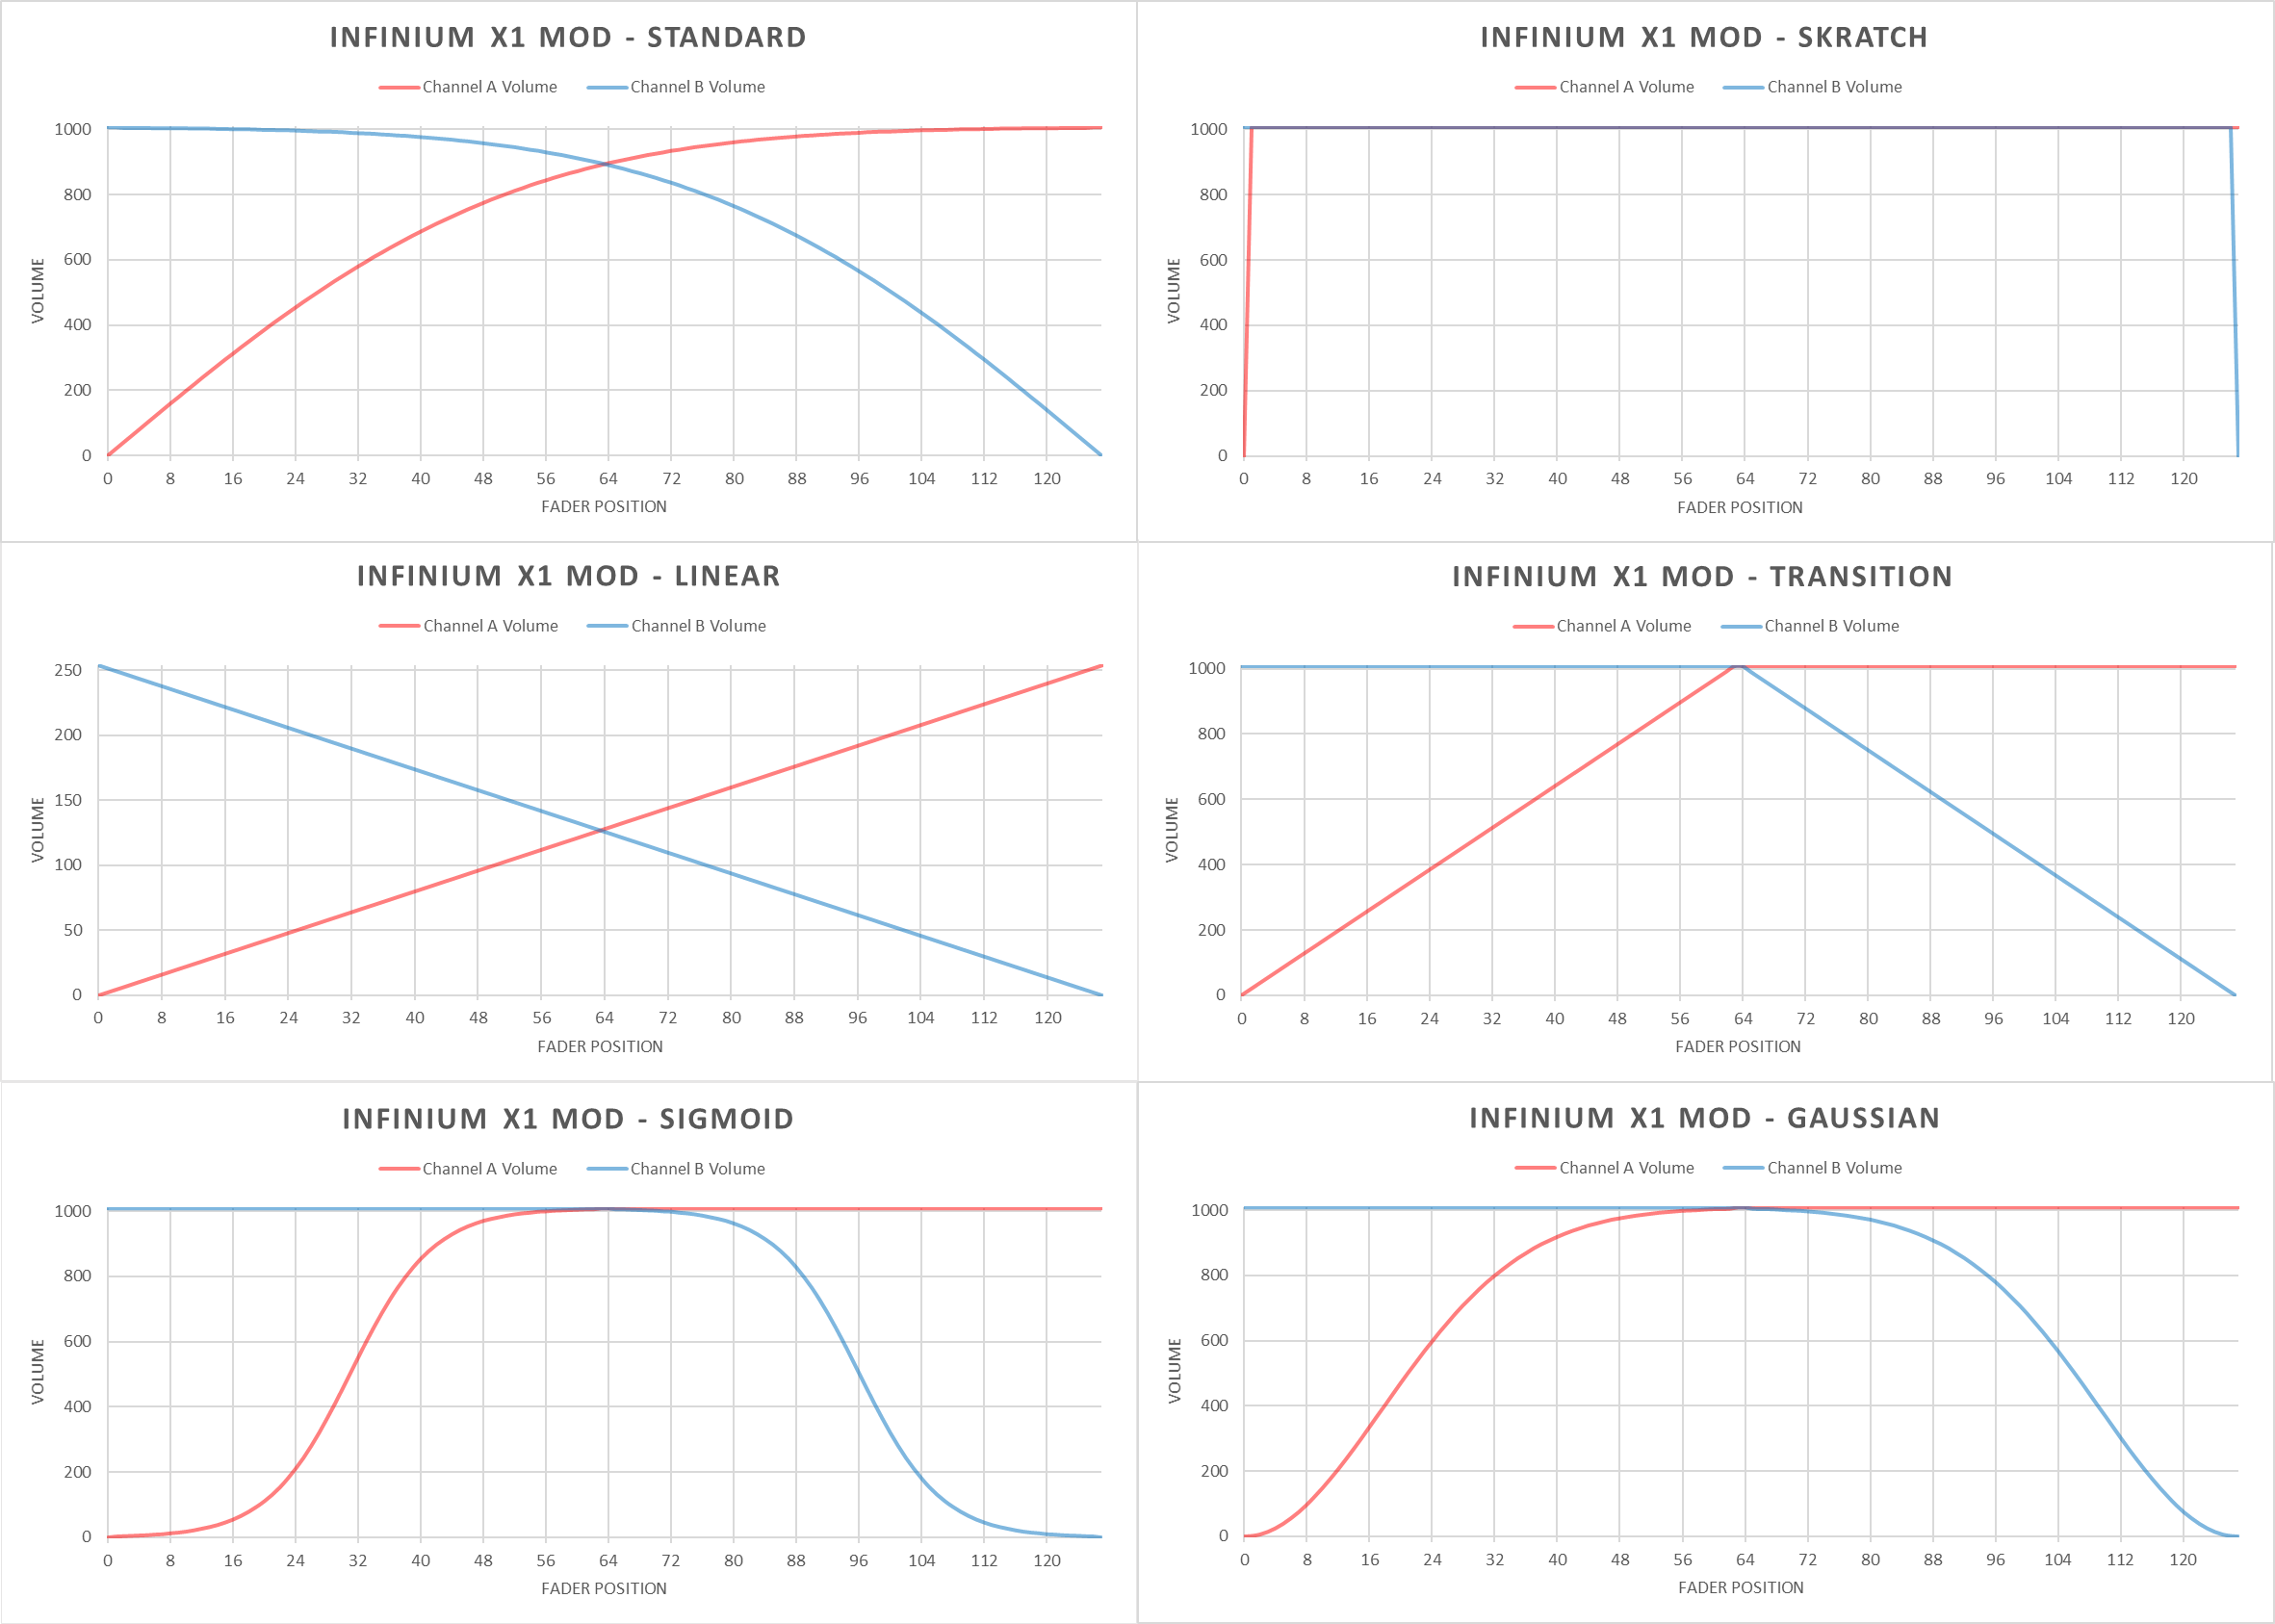 INFINIUM X1 MOD - STANDARD
Channel A Volume Channel B Volume
1000
800
600
400
200
0
VOLUME
0 8 16 24 32 40 48 56 64 72 80 88 96 104 112 120
FADER POSITION
INFINIUM X1 MOD - SKRATCH
Channel A Volume Channel B Volume
1000
800
600
400
200
0
VOLUME
0 8 16 24 32 40 48 56 64 72 80 88 96 104 112 120
FADER POSITION
INFINIUM X1 MOD - LINEAR
Channel A Volume Channel B Volume
250
200
150
100
50
0
VOLUME
0 8 16 24 32 40 48 56 64 72 80 88 96 104 112 120
FADER POSITION
INFINIUM X1 MOD - TRANSITION
Channel A Volume Channel B Volume
1000
800
600
400
200
0
VOLUME
0 8 16 24 32 40 48 56 64 72 80 88 96 104 112 120
FADER POSITION
INFINIUM X1 MOD - SIGMOID
Channel A Volume Channel B Volume
1000
800
600
400
200
0
VOLUME
0 8 16 24 32 40 48 56 64 72 80 88 96 104 112 120
FADER POSITION
INFINIUM X1 MOD - GAUSSIAN
Channel A Volume Channel B Volume
1000
800
600
400
200
0
VOLUME
0 8 16 24 32 40 48 56 64 72 80 88 96 104 112 120
FADER POSITION